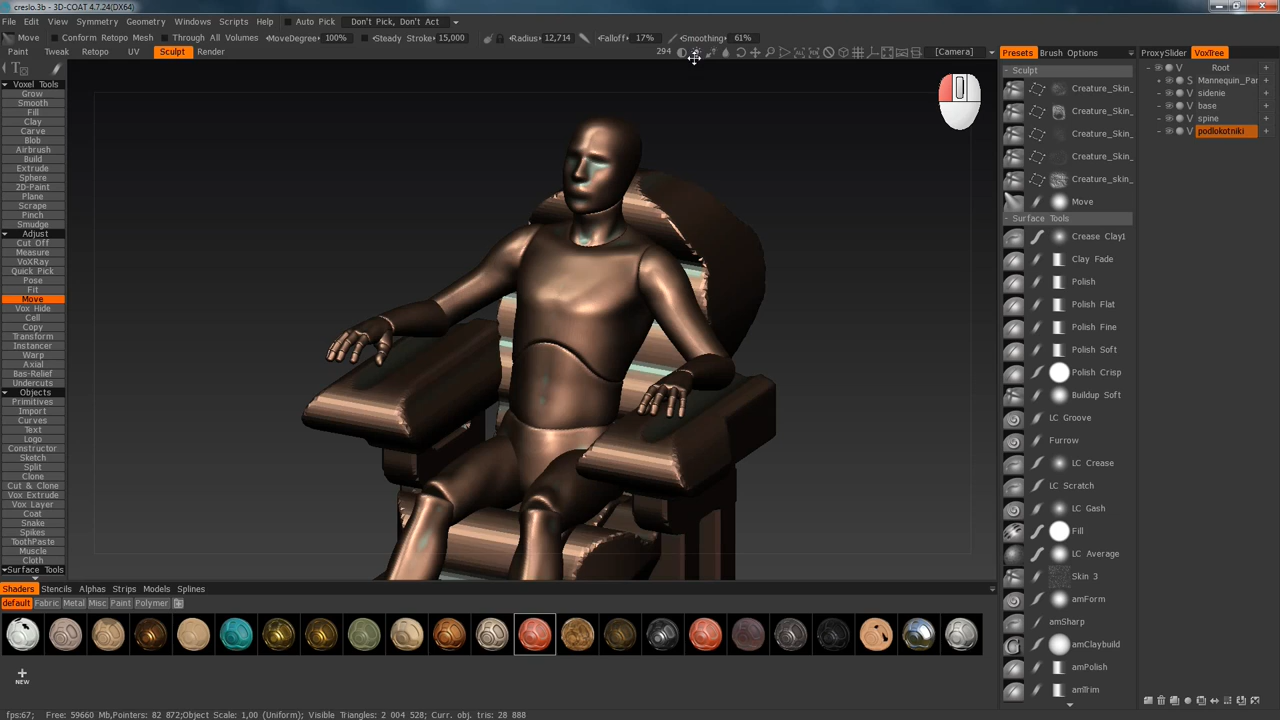 creslo.3b - 3D-COAT 4.7.24(DX64)
File Edit View Symmetry Geometry Windows Scripts Help Auto Pick Don't Pick, Don't Act
Move Conform Retopo Mesh Through All Volumes MoveDegree 100% Steady Stroke 15,000 Radius 12,714 Falloff 17% Smoothing 61%
Paint Tweak Retopo UV Sculpt Render 294 [Camera]
Voxel Tools
Grow
Smooth
Fill
Clay
Carve
Blob
Airbrush
Build
Extrude
Sphere
2D-Paint
Plane
Scrape
Pinch
Smudge
Adjust
Cut Off
Measure
VoXRay
Quick Pick
Pose
Fit
Move
Vox Hide
Cell
Copy
Transform
Instancer
Warp
Axial
Bas-Relief
Undercuts
Objects
Primitives
Import
Curves
Text
Logo
Constructor
Sketch
Split
Clone
Cut & Clone
Vox Extrude
Vox Layer
Coat
Snake
Spikes
ToothPaste
Muscle
Cloth
Surface Tools
Presets Brush Options
Sculpt
Creature_Skin_
Creature_Skin_
Creature_Skin_
Creature_Skin_
Creature_skin_
Move
Surface Tools
Crease Clay1
Clay Fade
Polish
Polish Flat
Polish Fine
Polish Soft
Polish Crisp
Buildup Soft
LC Groove
Furrow
LC Crease
LC Scratch
LC Gash
Fill
LC Average
Skin 3
amForm
amSharp
amClaybuild
amPolish
amTrim
ProxySlider VoxTree
V Root +
S Mannequin_Par
V sidenie +
V base +
V spine +
V podlokotniki +
Shaders Stencils Alphas Strips Models Splines
default Fabric Metal Misc Paint Polymer
NEW
fps:67; Free: 59660 Mb,Pointers: 82 872;Object Scale: 1,00 (Uniform); Visible Triangles: 2 004 528; Curr. obj. tris: 28 888